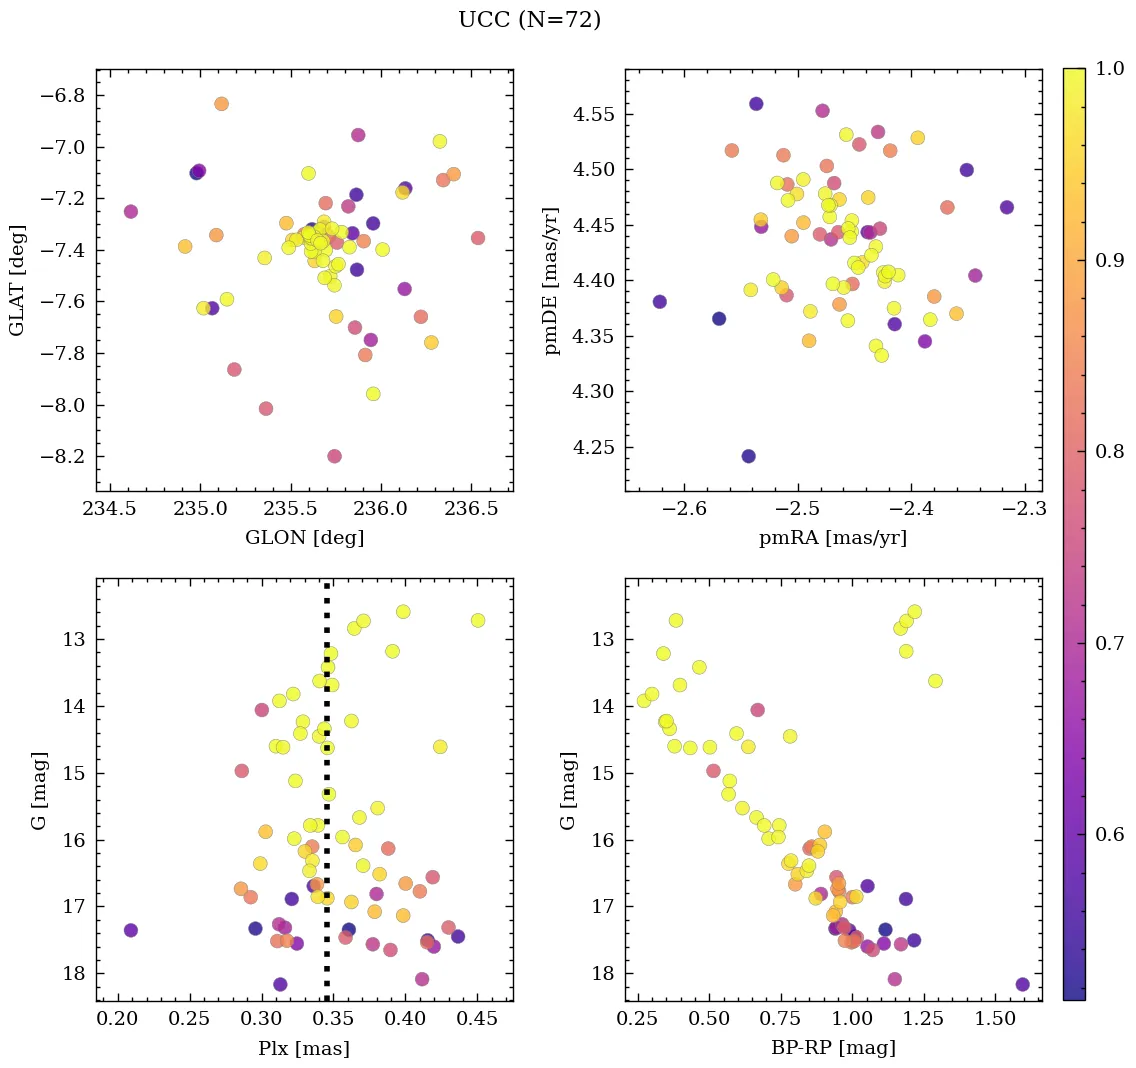 UCC (N=72)
−6.8
−7.0
−7.2
−7.4
−7.6
−7.8
−8.0
−8.2
GLAT [deg]
234.5 235.0 235.5 236.0 236.5
GLON [deg]
4.55
4.50
4.45
4.40
4.35
4.30
4.25
pmDE [mas/yr]
−2.6 −2.5 −2.4 −2.3
pmRA [mas/yr]
1.0
0.9
0.8
0.7
0.6
13
14
15
16
17
18
G [mag]
0.20 0.25 0.30 0.35 0.40 0.45
Plx [mas]
13
14
15
16
17
18
G [mag]
0.25 0.50 0.75 1.00 1.25 1.50
BP-RP [mag]